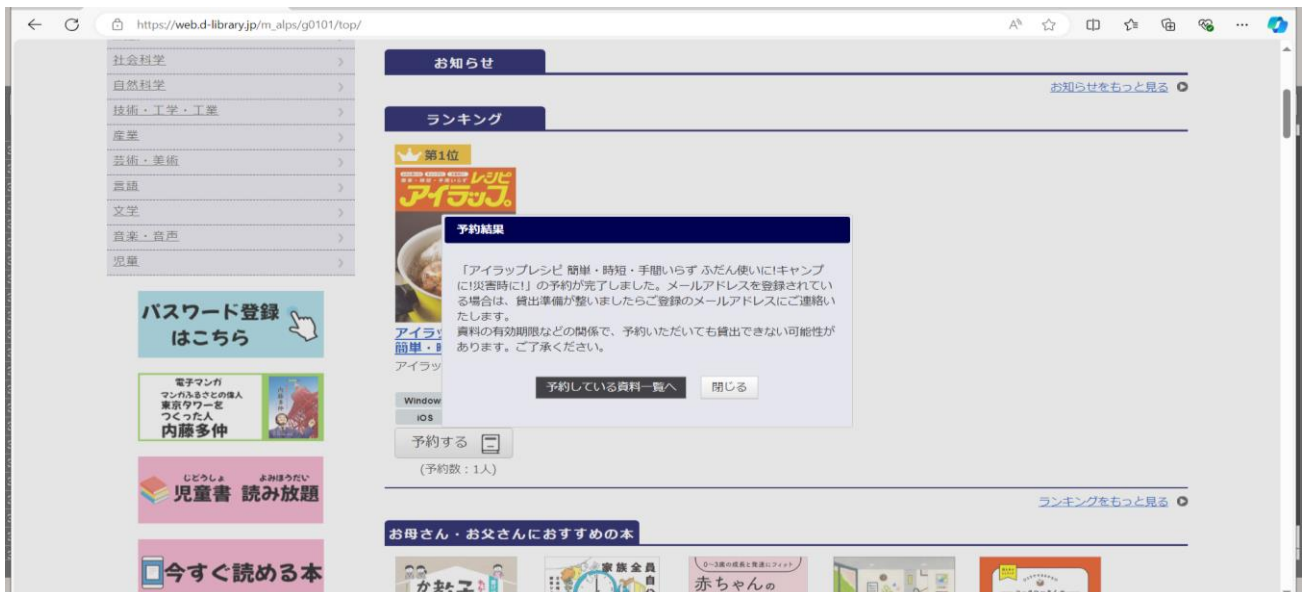 https://web.d-library.jp/m_alps/g0101/top/
社会科学
自然科学
技術・工学・工業
産業
芸術・美術
言語
文学
音楽・音声
児童
パスワード登録
はこちら
電子マンガ
マンガふるさとの偉人
東京タワーを
つくった人
内藤多仲
じどうしょ よみほうだい
児童書 読み放題
今すぐ読める本
お知らせ
お知らせをもっと見る
ランキング
第1位
レシピ
アイラップ。
アイラッ
簡単・
アイラッ
Window
iOS
予約する
(予約数:1人)
予約結果
「アイラップレシピ 簡単・時短・手間いらず ふだん使いに!キャンプ
に!災害時に!」の予約が完了しました。メールアドレスを登録されてい
る場合は、貸出準備が整いましたらご登録のメールアドレスにご連絡い
たします。
資料の有効期限などの関係で、予約いただいても貸出できない可能性が
あります。ご了承ください。
予約している資料一覧へ
閉じる
ランキングをもっと見る
お母さん・お父さんにおすすめの本
家族全員
0~3歳の成長と発達にフィット
赤ちゃんの